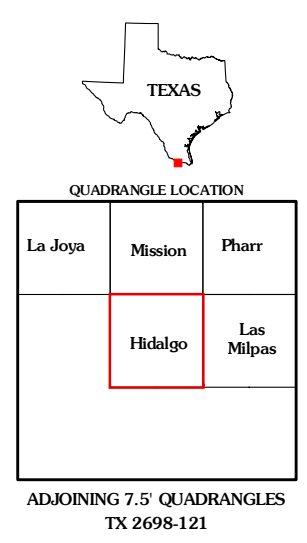 TEXAS
QUADRANGLE LOCATION
La Joya
Mission
Pharr
Hidalgo
Las
Milpas
ADJOINING 7.5' QUADRANGLES
TX 2698-121